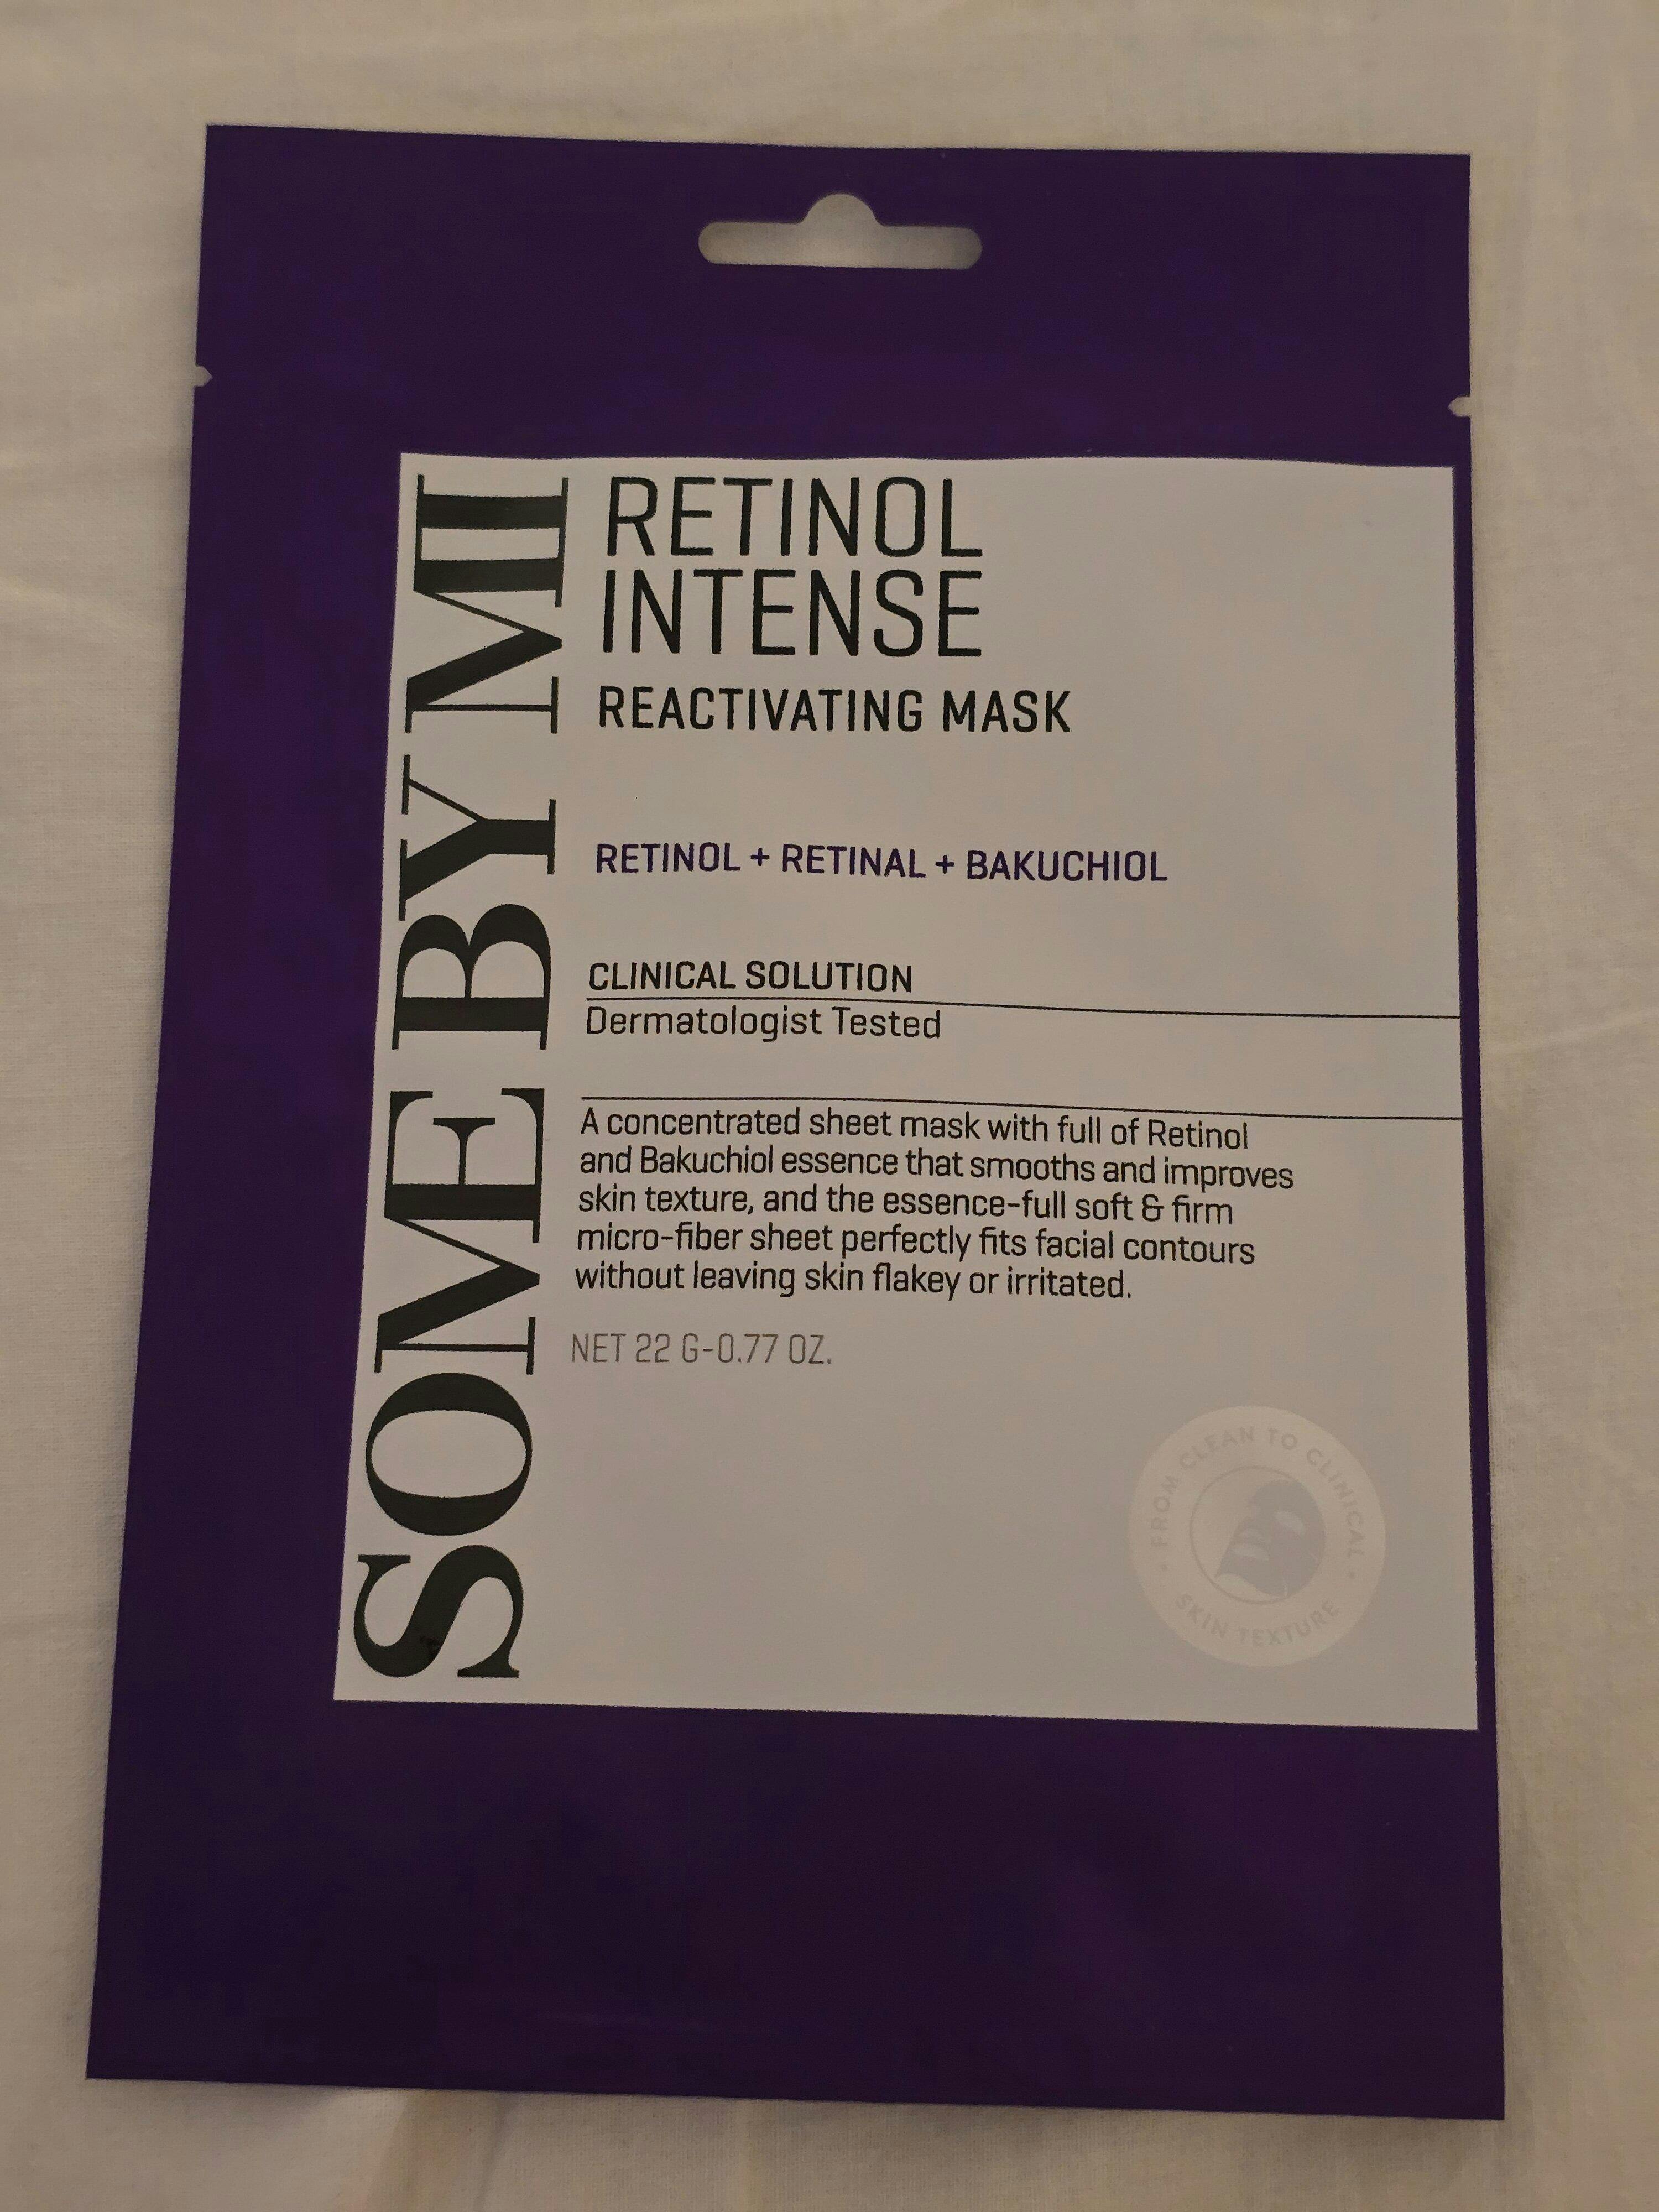 SOME BY MI
RETINOL
INTENSE
REACTIVATING MASK
RETINOL + RETINAL + BAKUCHIOL
CLINICAL SOLUTION
Dermatologist Tested
A concentrated sheet mask with full of Retinol
and Bakuchiol essence that smooths and improves
skin texture, and the essence-full soft & firm
micro-fiber sheet perfectly fits facial contours
without leaving skin flakey or irritated.
NET 22 G-0.77 OZ.
• FROM CLEAN TO CLINICAL •
SKIN TEXTURE